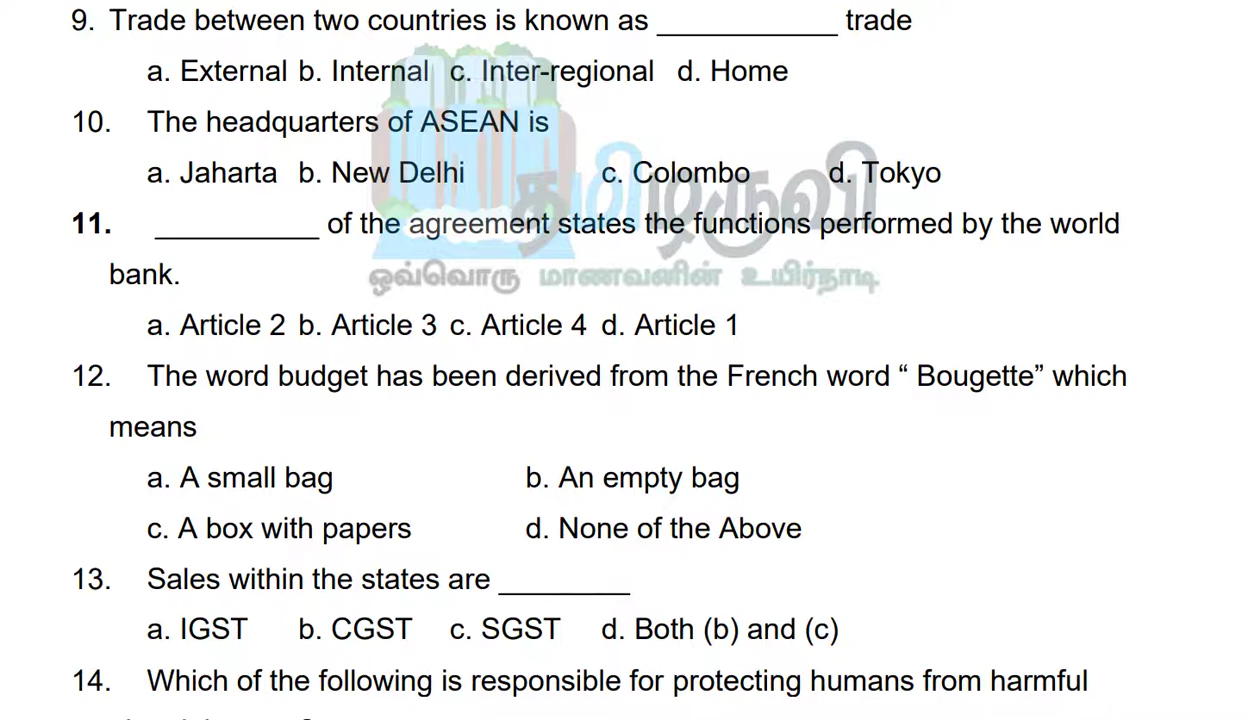 9. Trade between two countries is known as ___________ trade
a. External b. Internal c. Inter-regional d. Home
10. The headquarters of ASEAN is
a. Jaharta b. New Delhi c. Colombo d. Tokyo
தமிழருவி
11. __________ of the agreement states the functions performed by the world
bank.
ஒவ்வொரு மாணவனின் உயிர்நாடி
a. Article 2 b. Article 3 c. Article 4 d. Article 1
12. The word budget has been derived from the French word “ Bougette” which
means
a. A small bag b. An empty bag
c. A box with papers d. None of the Above
13. Sales within the states are ________
a. IGST b. CGST c. SGST d. Both (b) and (c)
14. Which of the following is responsible for protecting humans from harmful